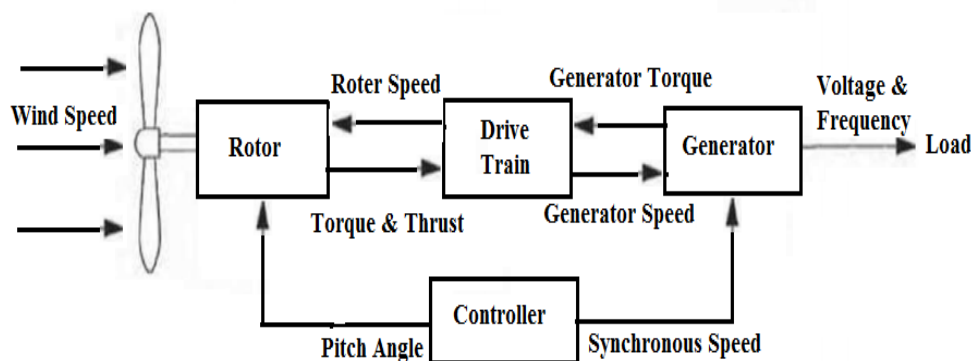 Wind Speed
Rotor
Roter Speed
Torque & Thrust
Drive
Train
Generator Torque
Generator Speed
Generator
Voltage &
Frequency
Load
Controller
Pitch Angle
Synchronous Speed